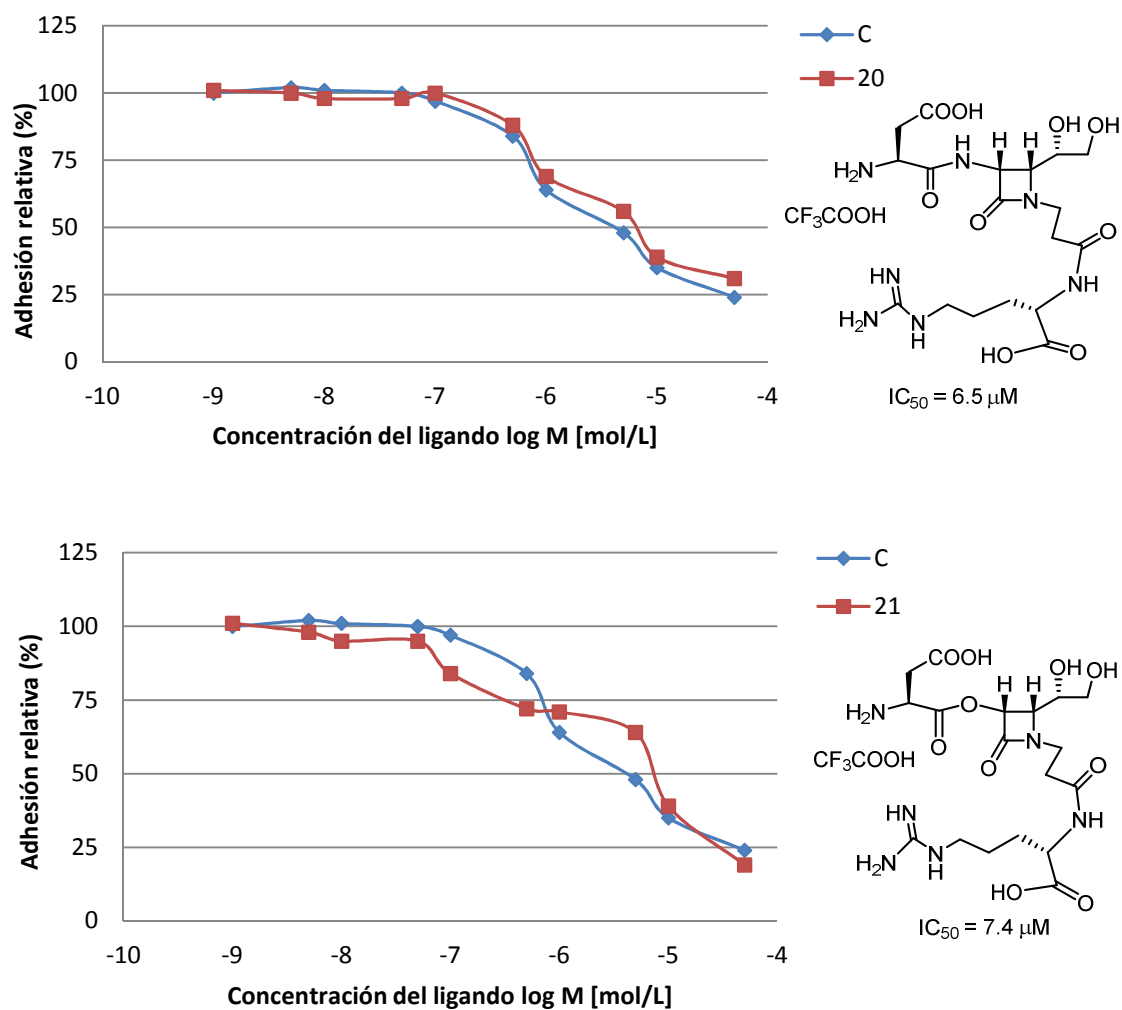 125
100
75
50
25
0
Adhesión relativa (%)
-10 -9 -8 -7 -6 -5 -4
Concentración del ligando log M [mol/L]
C
20
COOH
H2N
O
H
N
H H
OH OH
O
N
CF3COOH
O
NH
HN
H2N
N
H
HO
O
IC50 = 6.5 µM
125
100
75
50
25
0
Adhesión relativa (%)
-10 -9 -8 -7 -6 -5 -4
Concentración del ligando log M [mol/L]
C
21
COOH
H2N
O
O
H H
OH OH
O
N
CF3COOH
O
NH
HN
H2N
N
H
HO
O
IC50 = 7.4 µM